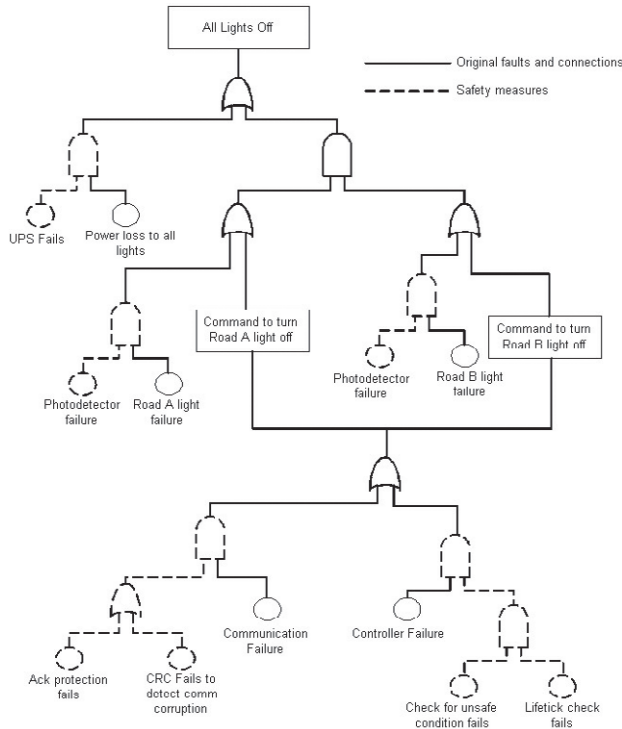 All Lights Off
Original faults and connections
Safety measures
UPS Fails
Power loss to all
lights
Command to turn
Road A light off
Command to turn
Road B light off
Photodetector
failure
Road B light
failure
Photodetector
failure
Road A light
failure
Communication
Failure
Controller Failure
Ack protection
fails
CRC Fails to
detect comm
corruption
Check for unsafe
condition fails
Lifetick check
fails